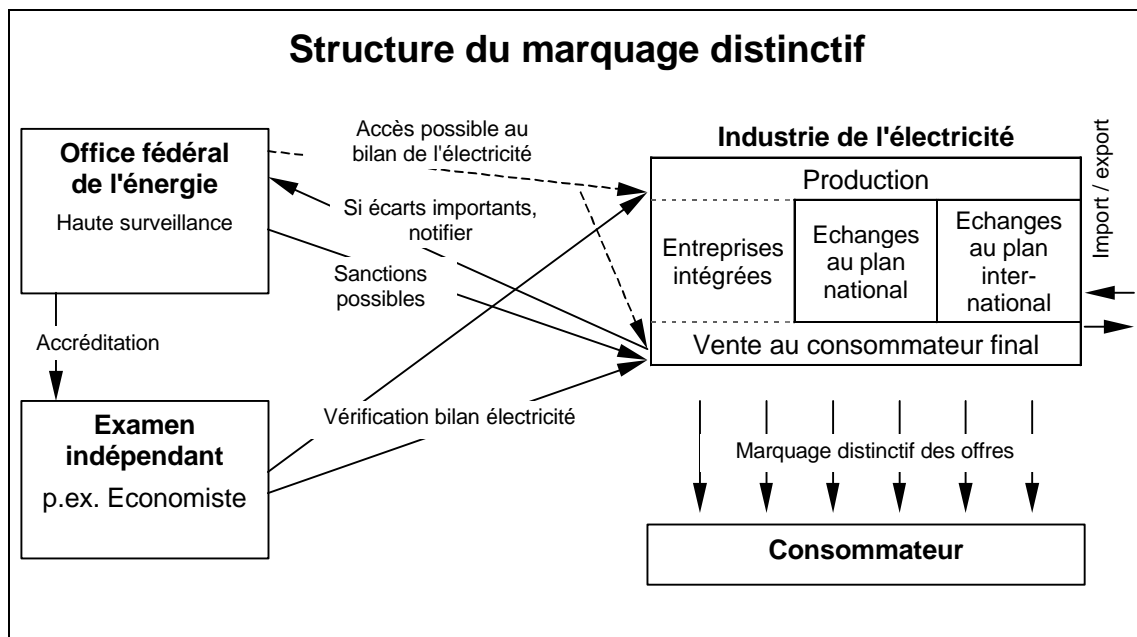 Structure du marquage distinctif
Office fédéral
de l'énergie
Haute surveillance
Accès possible au
bilan de l'électricité
Si écarts importants,
notifier
Sanctions
possibles
Accréditation
Examen
indépendant
p.ex. Economiste
Vérification bilan électricité
Industrie de l'électricité
Production
Entreprises
intégrées
Echanges
au plan
national
Echanges
au plan
inter-
national
Vente au consommateur final
Import / export
Marquage distinctif des offres
Consommateur